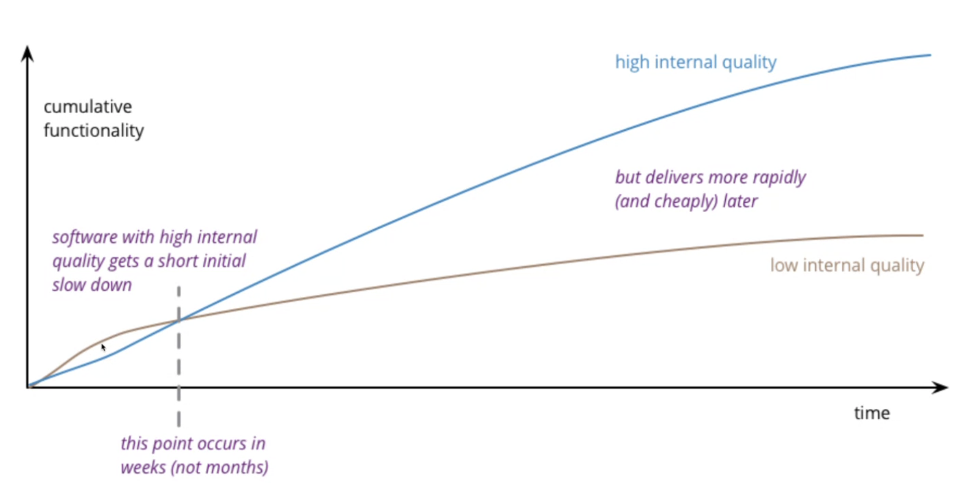 high internal quality
cumulative
functionality
but delivers more rapidly
(and cheaply) later
software with high internal
quality gets a short initial
slow down
low internal quality
time
this point occurs in
weeks (not months)